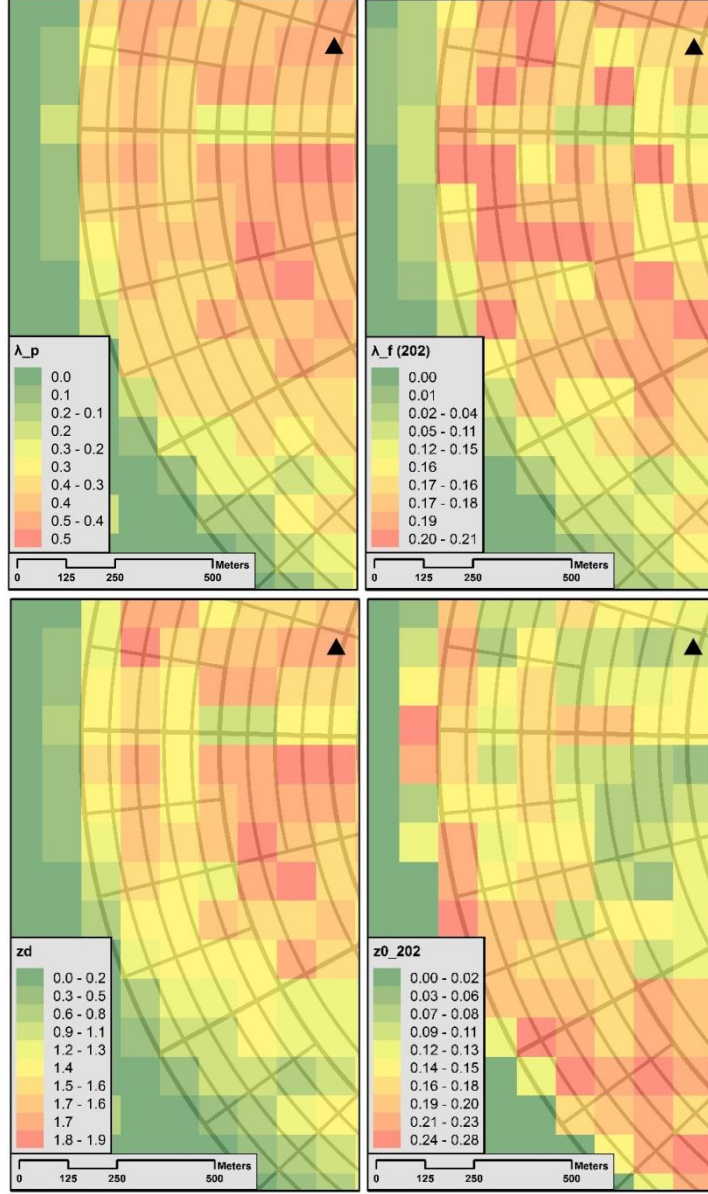 λ_p
0.0
0.1
0.2 - 0.1
0.2
0.3 - 0.2
0.3
0.4 - 0.3
0.4
0.5 - 0.4
0.5
Meters
0 125 250 500
λ_f (202)
0.00
0.01
0.02 - 0.04
0.05 - 0.11
0.12 - 0.15
0.16
0.17 - 0.16
0.17 - 0.18
0.19
0.20 - 0.21
Meters
0 125 250 500
zd
0.0 - 0.2
0.3 - 0.5
0.6 - 0.8
0.9 - 1.1
1.2 - 1.3
1.4
1.5 - 1.6
1.7 - 1.6
1.7
1.8 - 1.9
Meters
0 125 250 500
z0_202
0.00 - 0.02
0.03 - 0.06
0.07 - 0.08
0.09 - 0.11
0.12 - 0.13
0.14 - 0.15
0.16 - 0.18
0.19 - 0.20
0.21 - 0.23
0.24 - 0.28
Meters
0 125 250 500